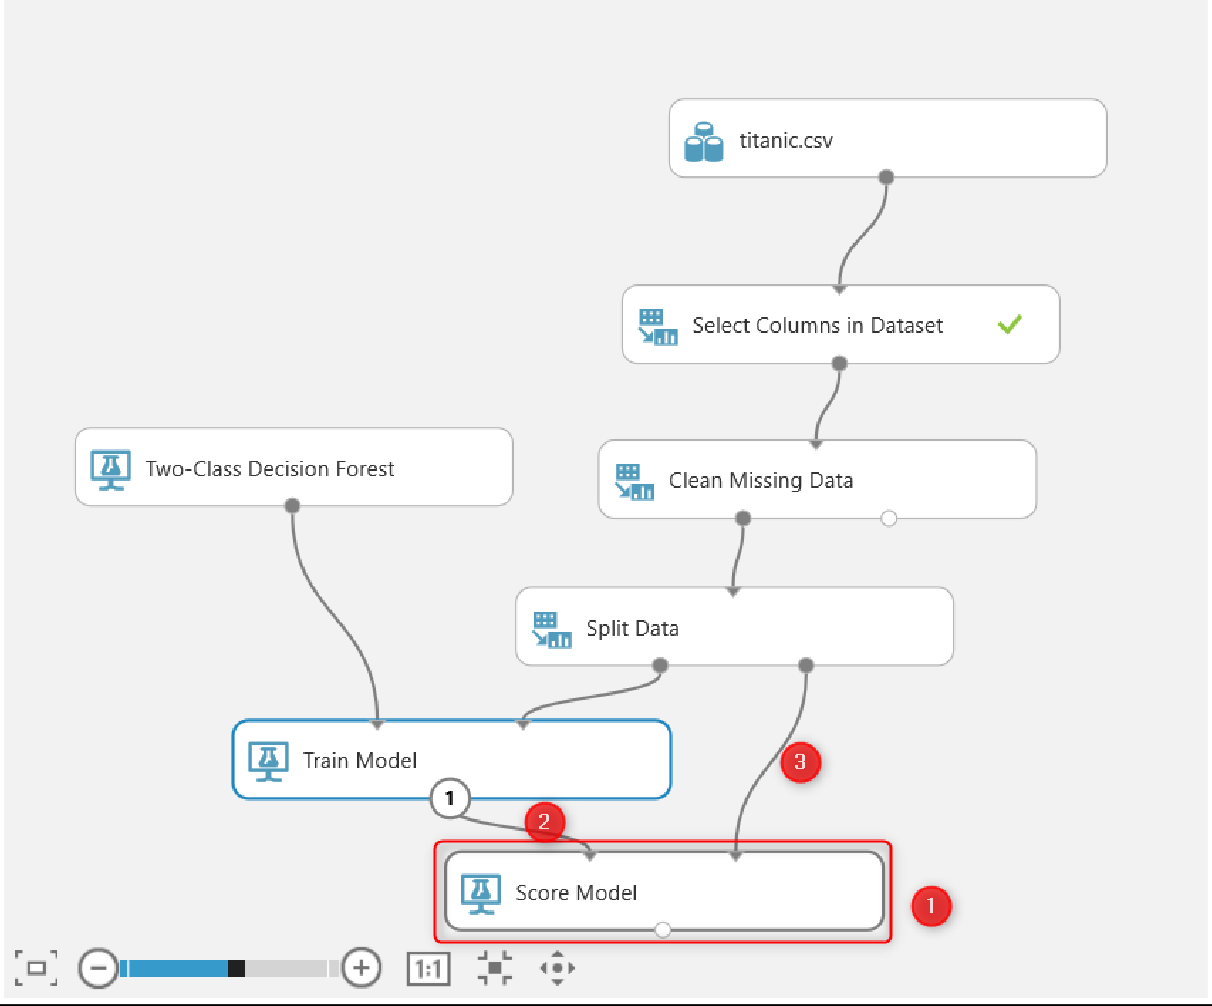 titanic.csv
Select Columns in Dataset
Two-Class Decision Forest
Clean Missing Data
Split Data
Train Model
3
1
2
Score Model
1
1:1